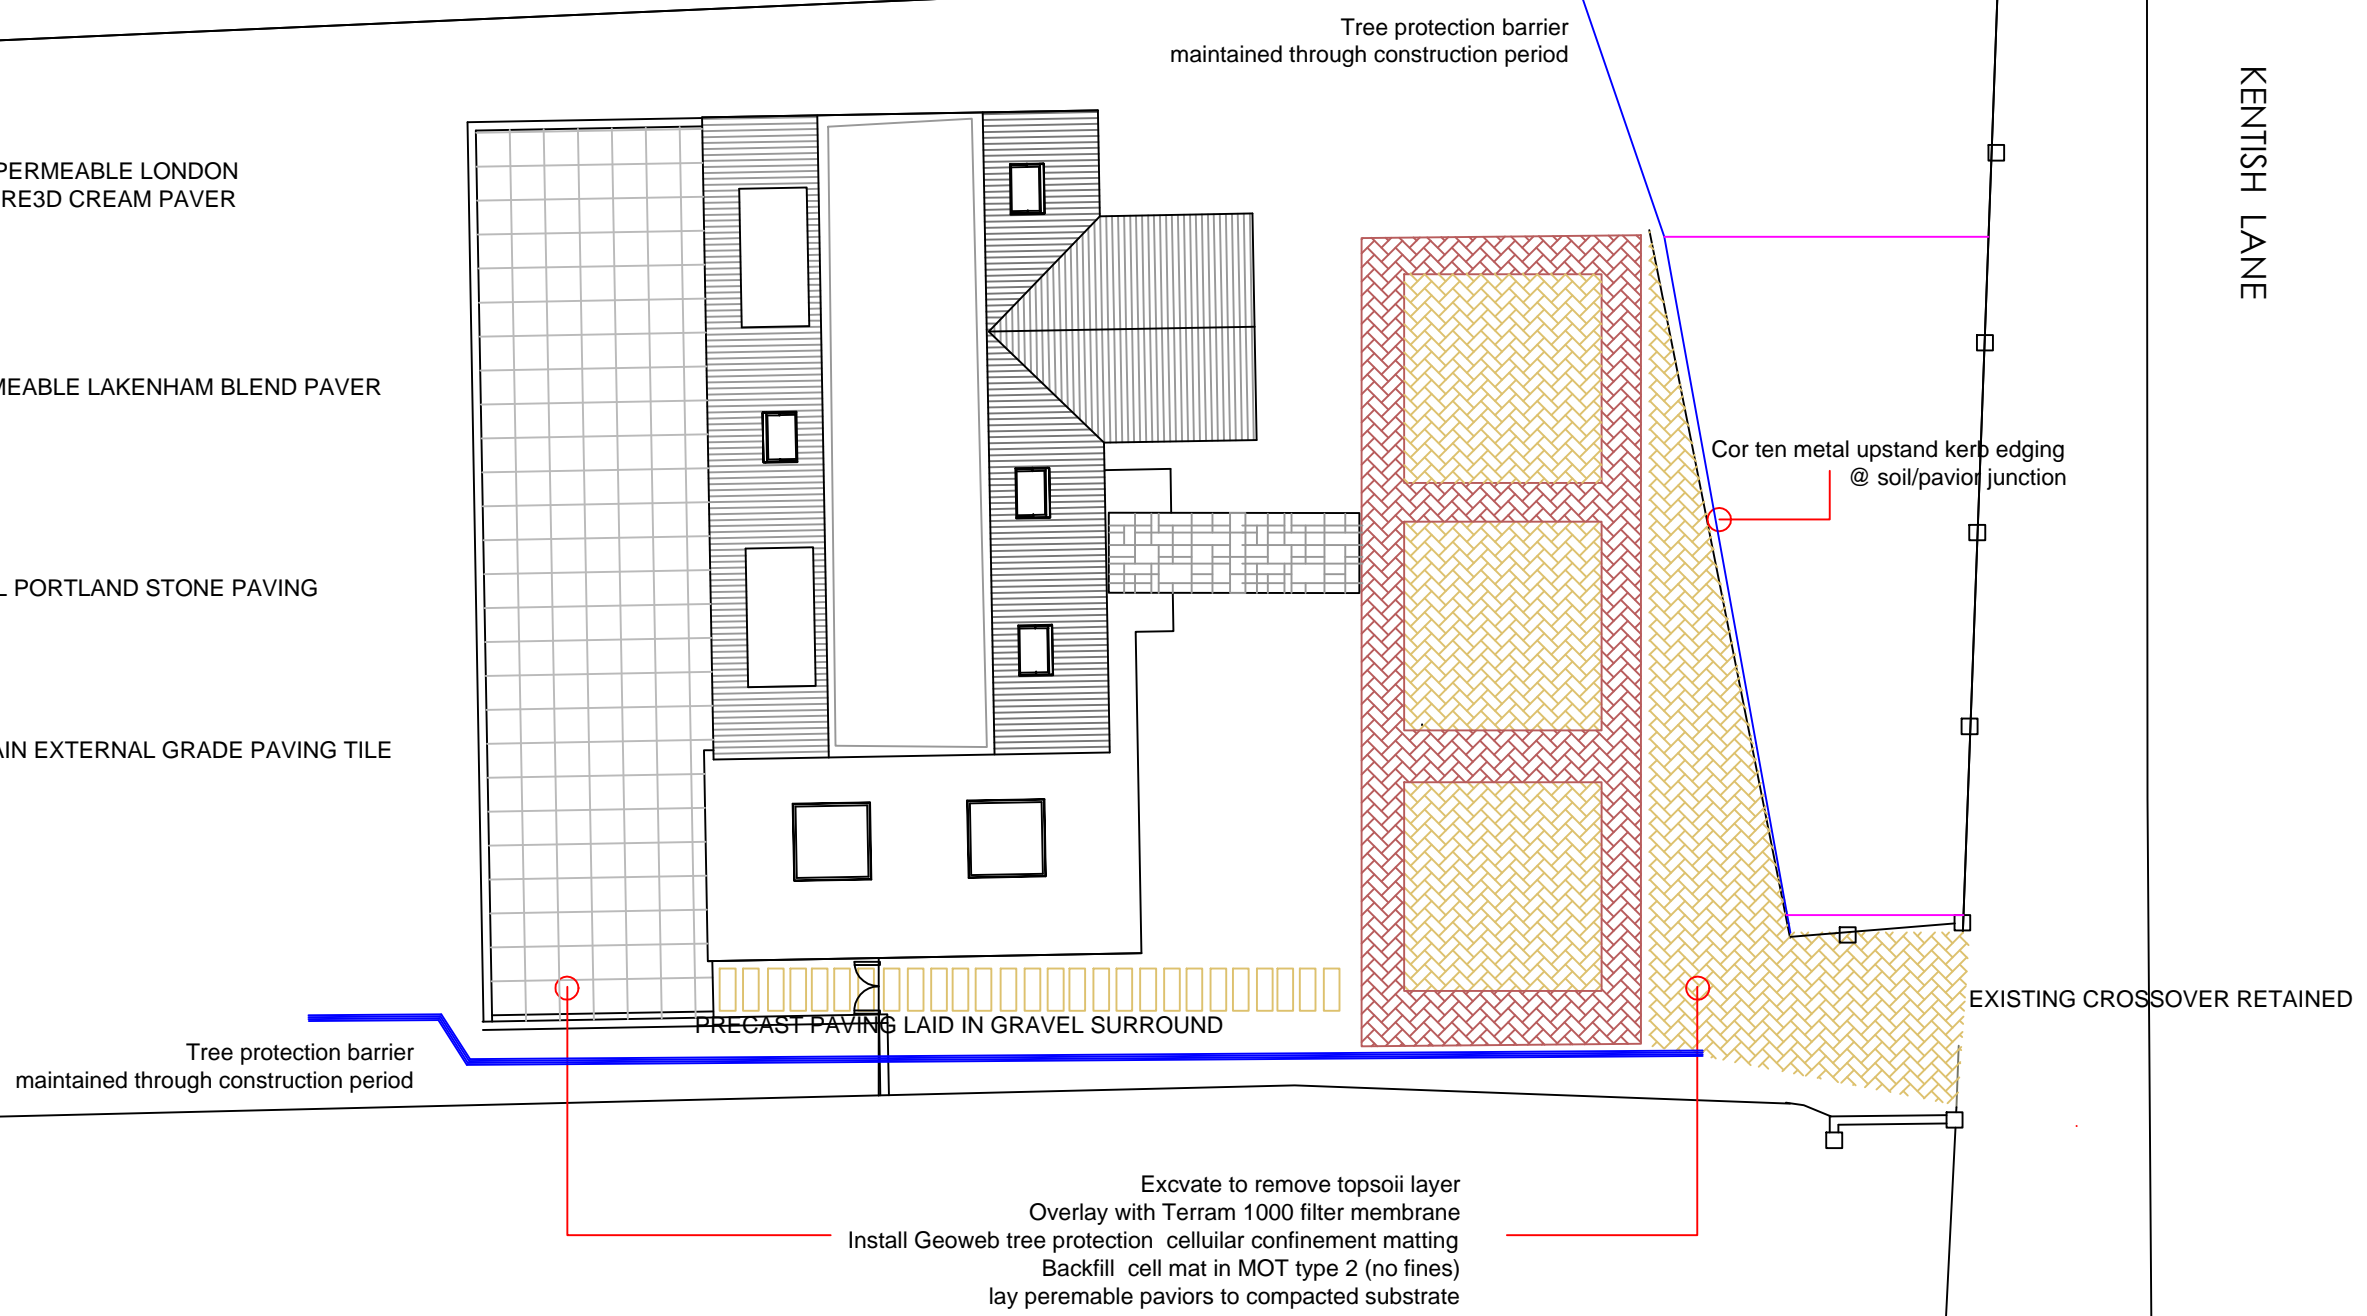 Tree protection barrier
maintained through construction period
KENTISH LANE
PERMEABLE LONDON
RE3D CREAM PAVER
MEABLE LAKENHAM BLEND PAVER
Cor ten metal upstand kerb edging
@ soil/pavior junction
L PORTLAND STONE PAVING
AIN EXTERNAL GRADE PAVING TILE
EXISTING CROSSOVER RETAINED
PRECAST PAVING LAID IN GRAVEL SURROUND
Tree protection barrier
maintained through construction period
Excvate to remove topsoii layer
Overlay with Terram 1000 filter membrane
Install Geoweb tree protection celluilar confinement matting
Backfill cell mat in MOT type 2 (no fines)
lay peremable paviors to compacted substrate